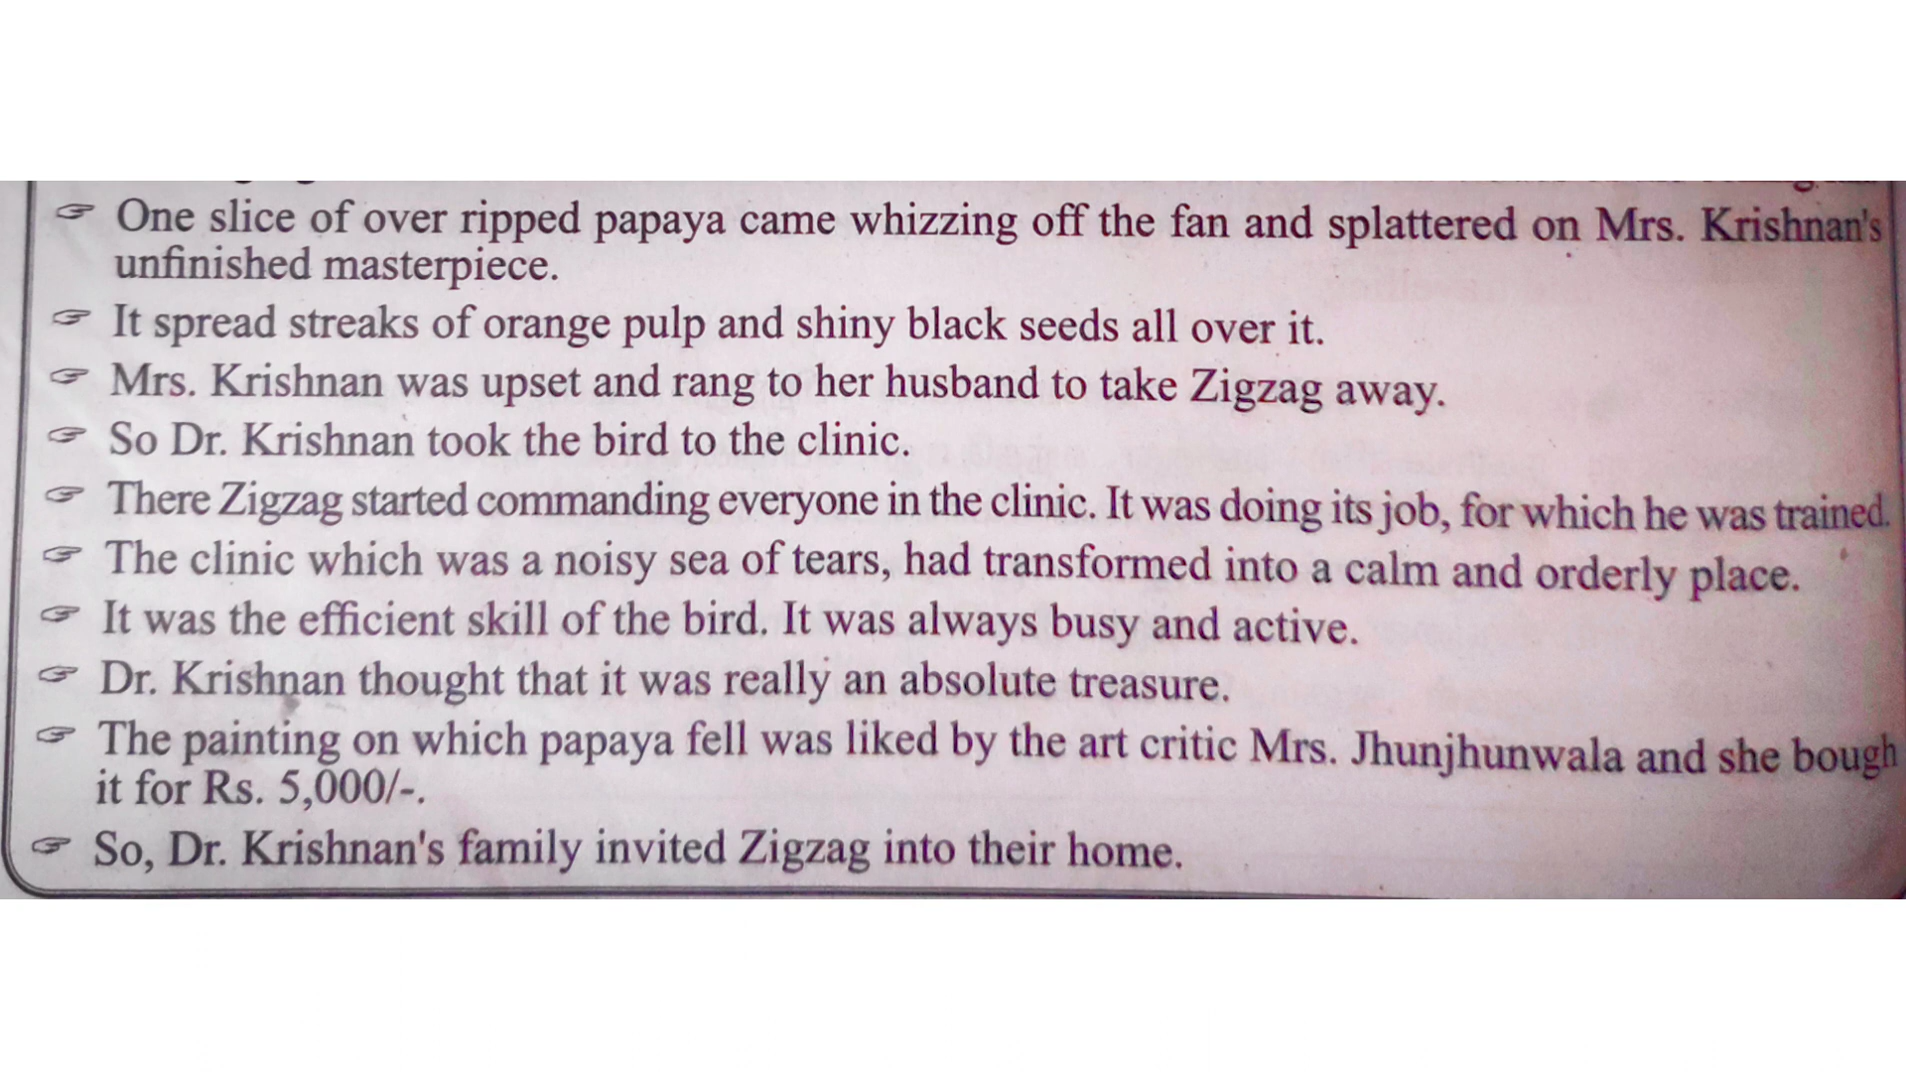 ☞ One slice of over ripped papaya came whizzing off the fan and splattered on Mrs. Krishnan's
unfinished masterpiece.
☞ It spread streaks of orange pulp and shiny black seeds all over it.
☞ Mrs. Krishnan was upset and rang to her husband to take Zigzag away.
☞ So Dr. Krishnan took the bird to the clinic.
☞ There Zigzag started commanding everyone in the clinic. It was doing its job, for which he was trained.
☞ The clinic which was a noisy sea of tears, had transformed into a calm and orderly place.
☞ It was the efficient skill of the bird. It was always busy and active.
☞ Dr. Krishnan thought that it was really an absolute treasure.
☞ The painting on which papaya fell was liked by the art critic Mrs. Jhunjhunwala and she bough
it for Rs. 5,000/-.
☞ So, Dr. Krishnan's family invited Zigzag into their home.